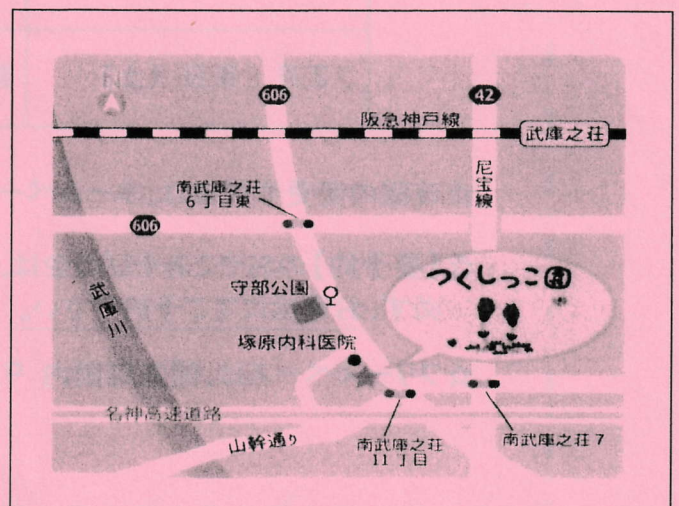 N
606
42
阪急神戸線
武庫之荘
尼宝線
南武庫之荘
6丁目東
606
武庫川
守部公園
つくしっこ園
塚原内科医院
名神高速道路
山幹通り
南武庫之荘
11丁目
南武庫之荘7